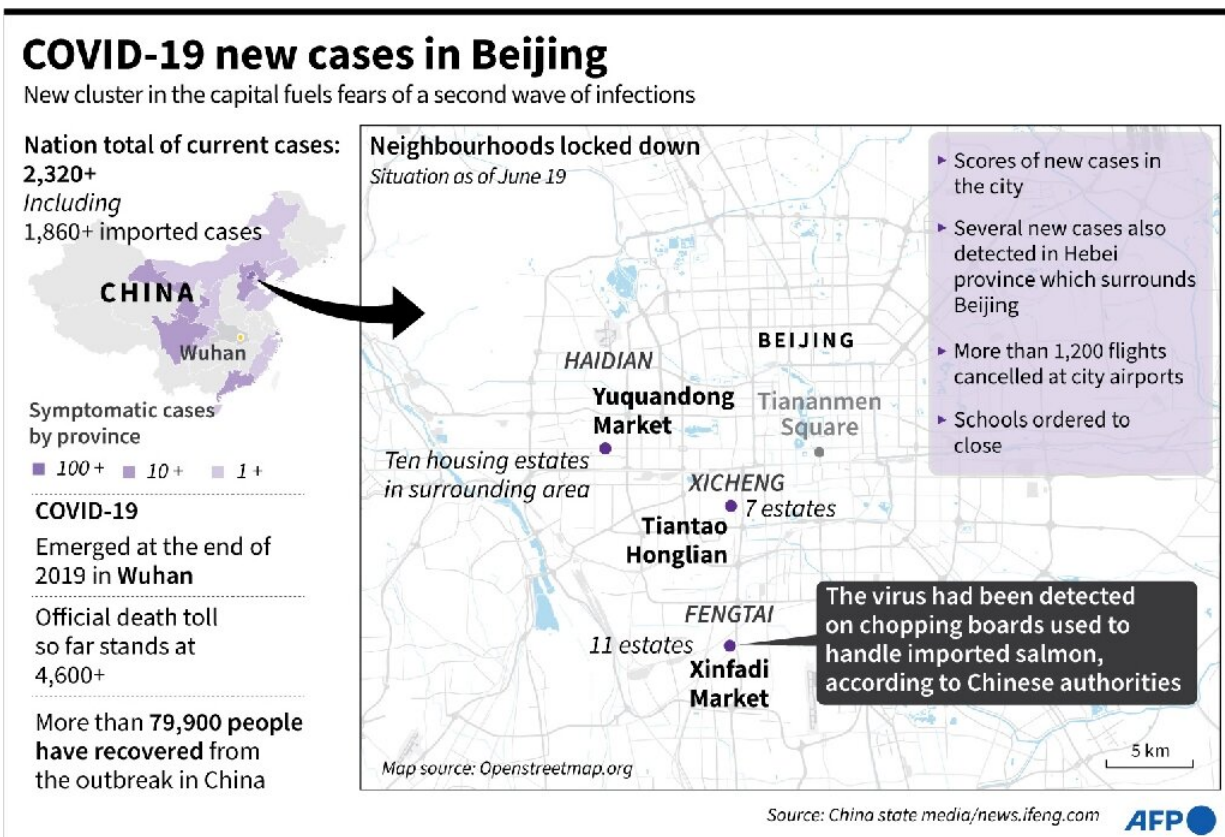 COVID-19 new cases in Beijing
New cluster in the capital fuels fears of a second wave of infections
Nation total of current cases:
2,320+
Including
1,860+ imported cases
CHINA
Wuhan
Symptomatic cases
by province
100 + 10 + 1 +
COVID-19
Emerged at the end of
2019 in Wuhan
Official death toll
so far stands at
4,600+
More than 79,900 people
have recovered from
the outbreak in China
Neighbourhoods locked down
Situation as of June 19
BEIJING
HAIDIAN
Yuquandong
Market
Tiananmen
Square
Ten housing estates
in surrounding area
XICHENG
7 estates
Tiantao
Honglian
FENGTAI
11 estates
Xinfadi
Market
Scores of new cases in
the city
Several new cases also
detected in Hebei
province which surrounds
Beijing
More than 1,200 flights
cancelled at city airports
Schools ordered to
close
The virus had been detected
on chopping boards used to
handle imported salmon,
according to Chinese authorities
5 km
Map source: Openstreetmap.org
Source: China state media/news.ifeng.com
AFP